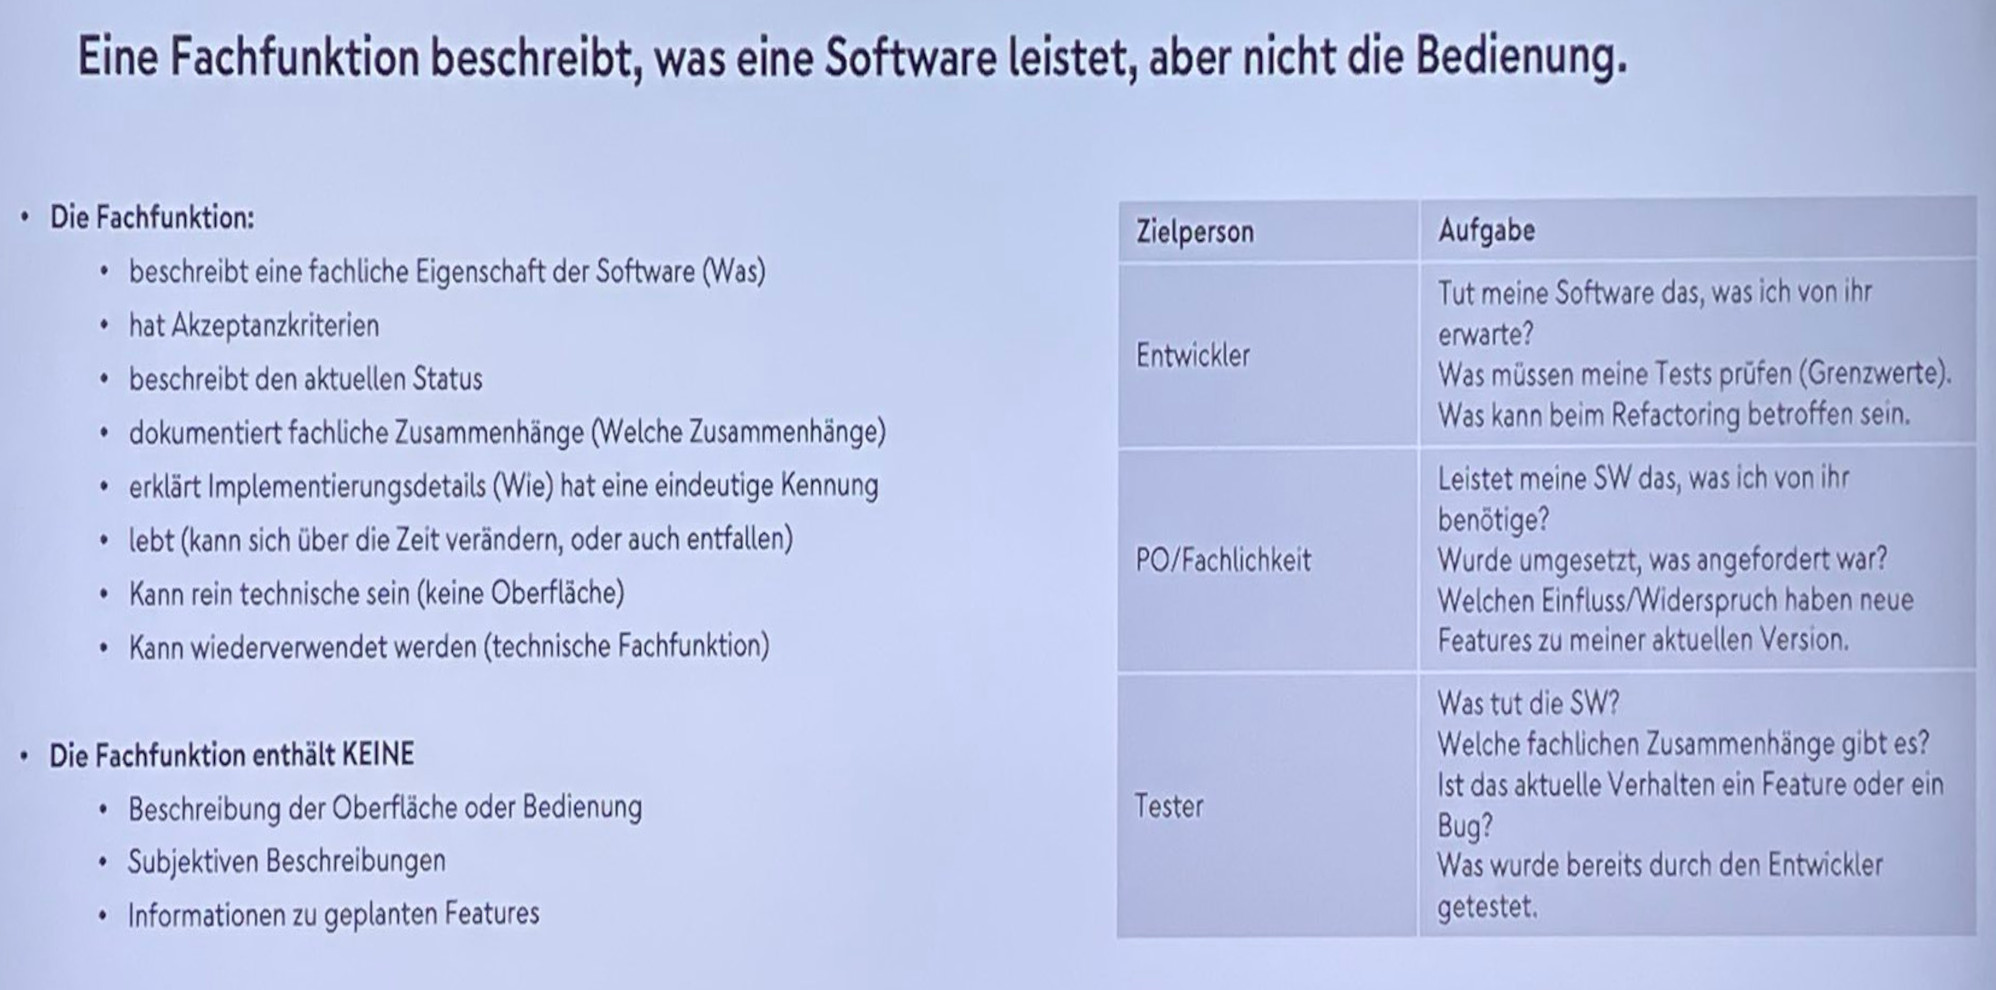 Eine Fachfunktion beschreibt, was eine Software leistet, aber nicht die Bedienung.
• Die Fachfunktion:
• beschreibt eine fachliche Eigenschaft der Software (Was)
• hat Akzeptanzkriterien
• beschreibt den aktuellen Status
• dokumentiert fachliche Zusammenhänge (Welche Zusammenhänge)
• erklärt Implementierungsdetails (Wie) hat eine eindeutige Kennung
• lebt (kann sich über die Zeit verändern, oder auch entfallen)
• Kann rein technische sein (keine Oberfläche)
• Kann wiederverwendet werden (technische Fachfunktion)
• Die Fachfunktion enthält KEINE
• Beschreibung der Oberfläche oder Bedienung
• Subjektiven Beschreibungen
• Informationen zu geplanten Features
Zielperson
Aufgabe
Entwickler
Tut meine Software das, was ich von ihr
erwarte?
Was müssen meine Tests prüfen (Grenzwerte).
Was kann beim Refactoring betroffen sein.
PO/Fachlichkeit
Leistet meine SW das, was ich von ihr
benötige?
Wurde umgesetzt, was angefordert war?
Welchen Einfluss/Widerspruch haben neue
Features zu meiner aktuellen Version.
Tester
Was tut die SW?
Welche fachlichen Zusammenhänge gibt es?
Ist das aktuelle Verhalten ein Feature oder ein
Bug?
Was wurde bereits durch den Entwickler
getestet.